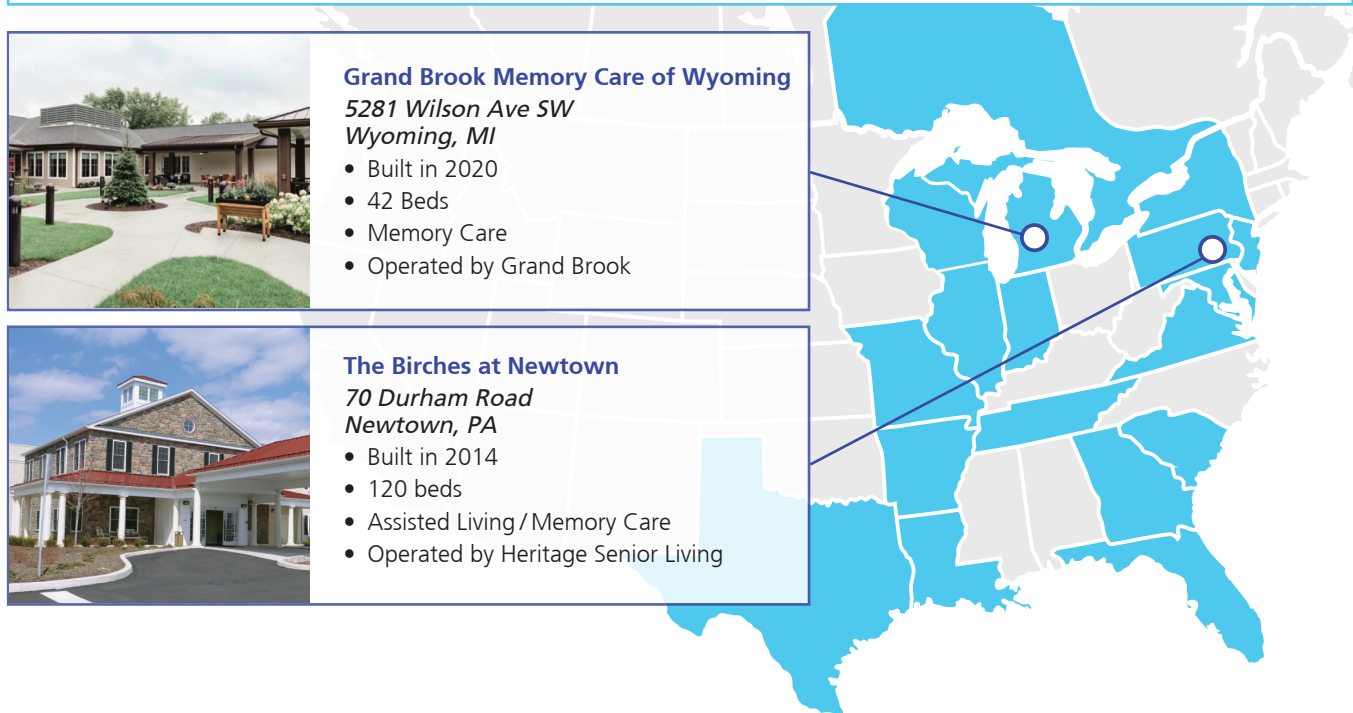 Grand Brook Memory Care of Wyoming
5281 Wilson Ave SW
Wyoming, MI
• Built in 2020
• 42 Beds
• Memory Care
• Operated by Grand Brook
The Birches at Newtown
70 Durham Road
Newtown, PA
• Built in 2014
• 120 beds
• Assisted Living / Memory Care
• Operated by Heritage Senior Living